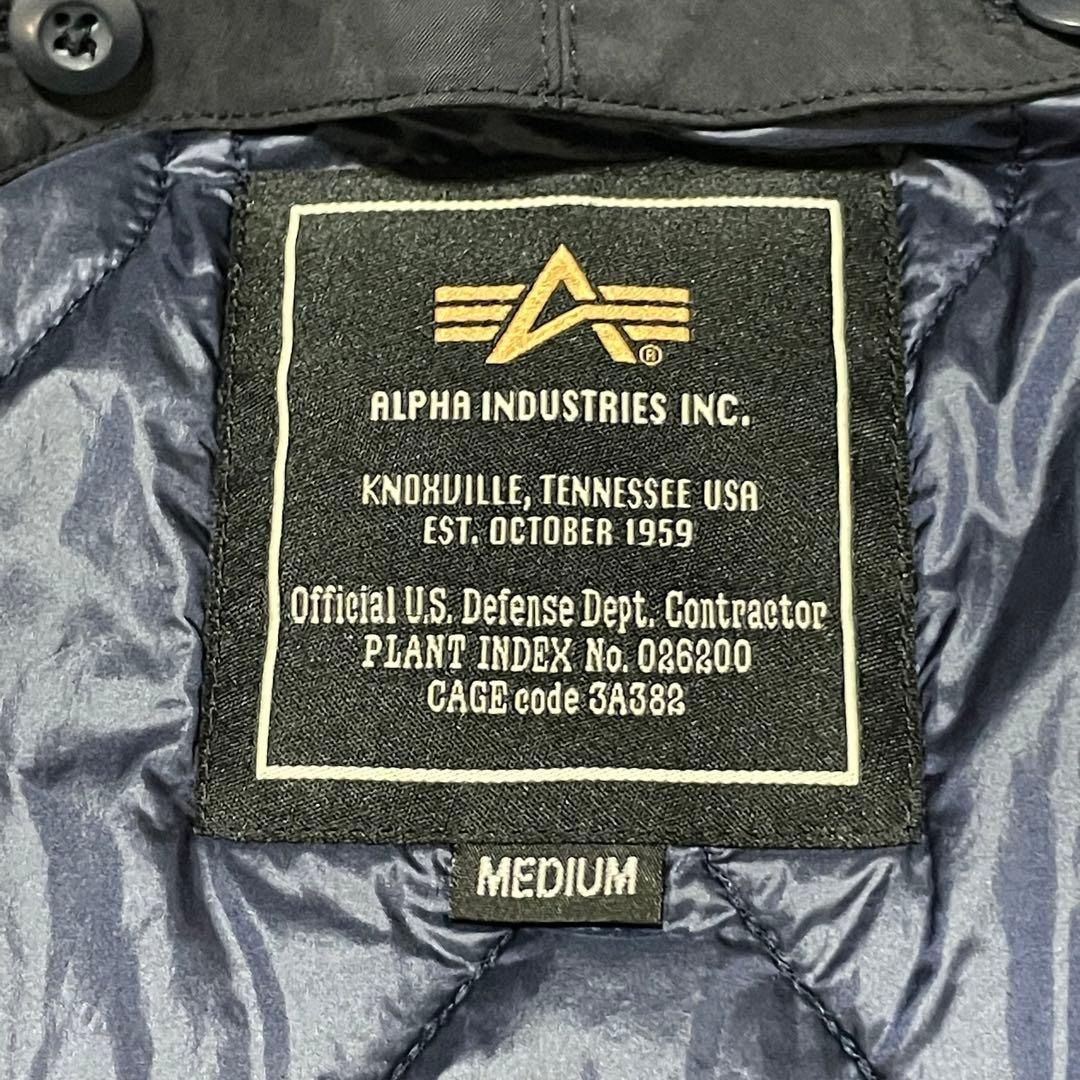 ®
ALPHA INDUSTRIES INC.
KNOXVILLE, TENNESSEE USA
EST. OCTOBER 1959
Official U.S. Defense Dept. Contractor
PLANT INDEX No. 026200
CAGE code 3A382
MEDIUM